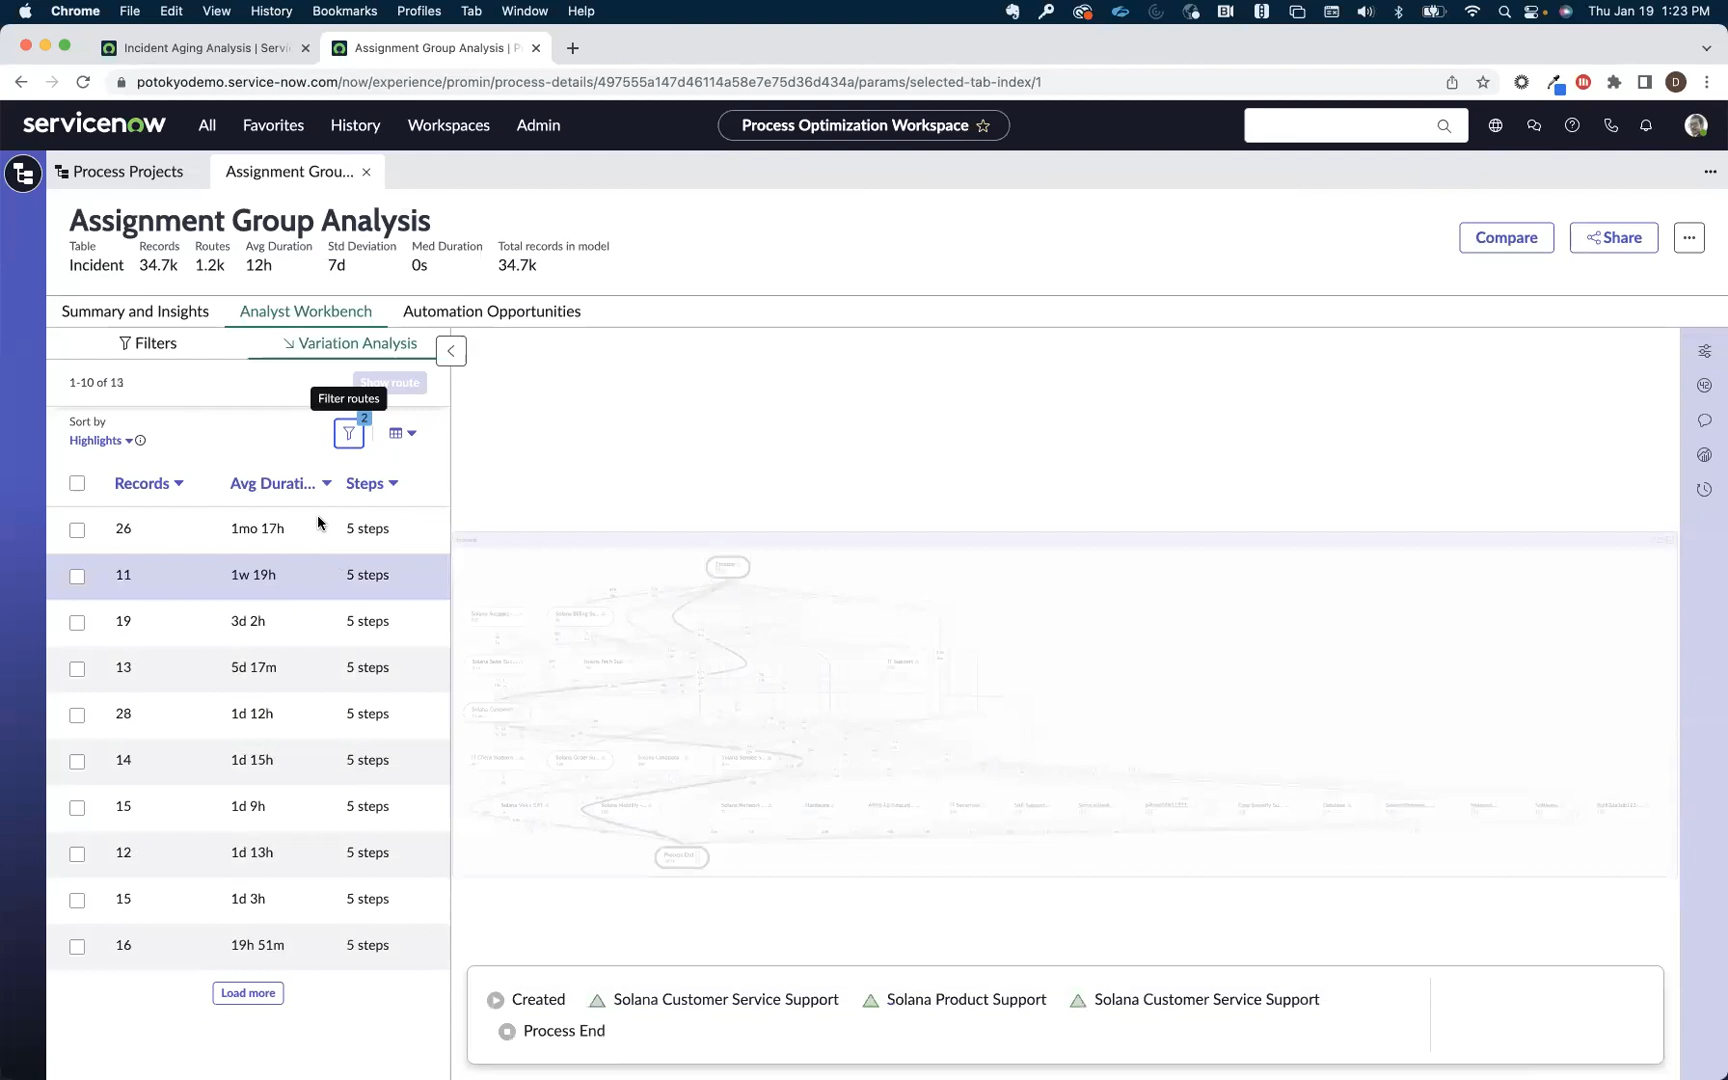 Chrome File Edit View History Bookmarks Profiles Tab Window Help Thu Jan 19 1:23 PM
Incident Aging Analysis | Servi
Assignment Group Analysis | P
potokyodemo.service-now.com/now/experience/promin/process-details/497555a147d46114a58e7e75d36d434a/params/selected-tab-index/1
D
servicenow All Favorites History Workspaces Admin Process Optimization Workspace
Process Projects
Assignment Grou...
Assignment Group Analysis
Table Records Routes Avg Duration Std Deviation Med Duration Total records in model
Incident 34.7k 1.2k 12h 7d 0s 34.7k
Compare Share
Summary and Insights Analyst Workbench Automation Opportunities
Filters Variation Analysis
1-10 of 13 Show route
Filter routes
2
Sort by
Highlights
Records Avg Durati... Steps
26 1mo 17h 5 steps
11 1w 19h 5 steps
19 3d 2h 5 steps
13 5d 17m 5 steps
28 1d 12h 5 steps
14 1d 15h 5 steps
15 1d 9h 5 steps
12 1d 13h 5 steps
15 1d 3h 5 steps
16 19h 51m 5 steps
Load more
Process End
Created Solana Customer Service Support Solana Product Support Solana Customer Service Support
Process End